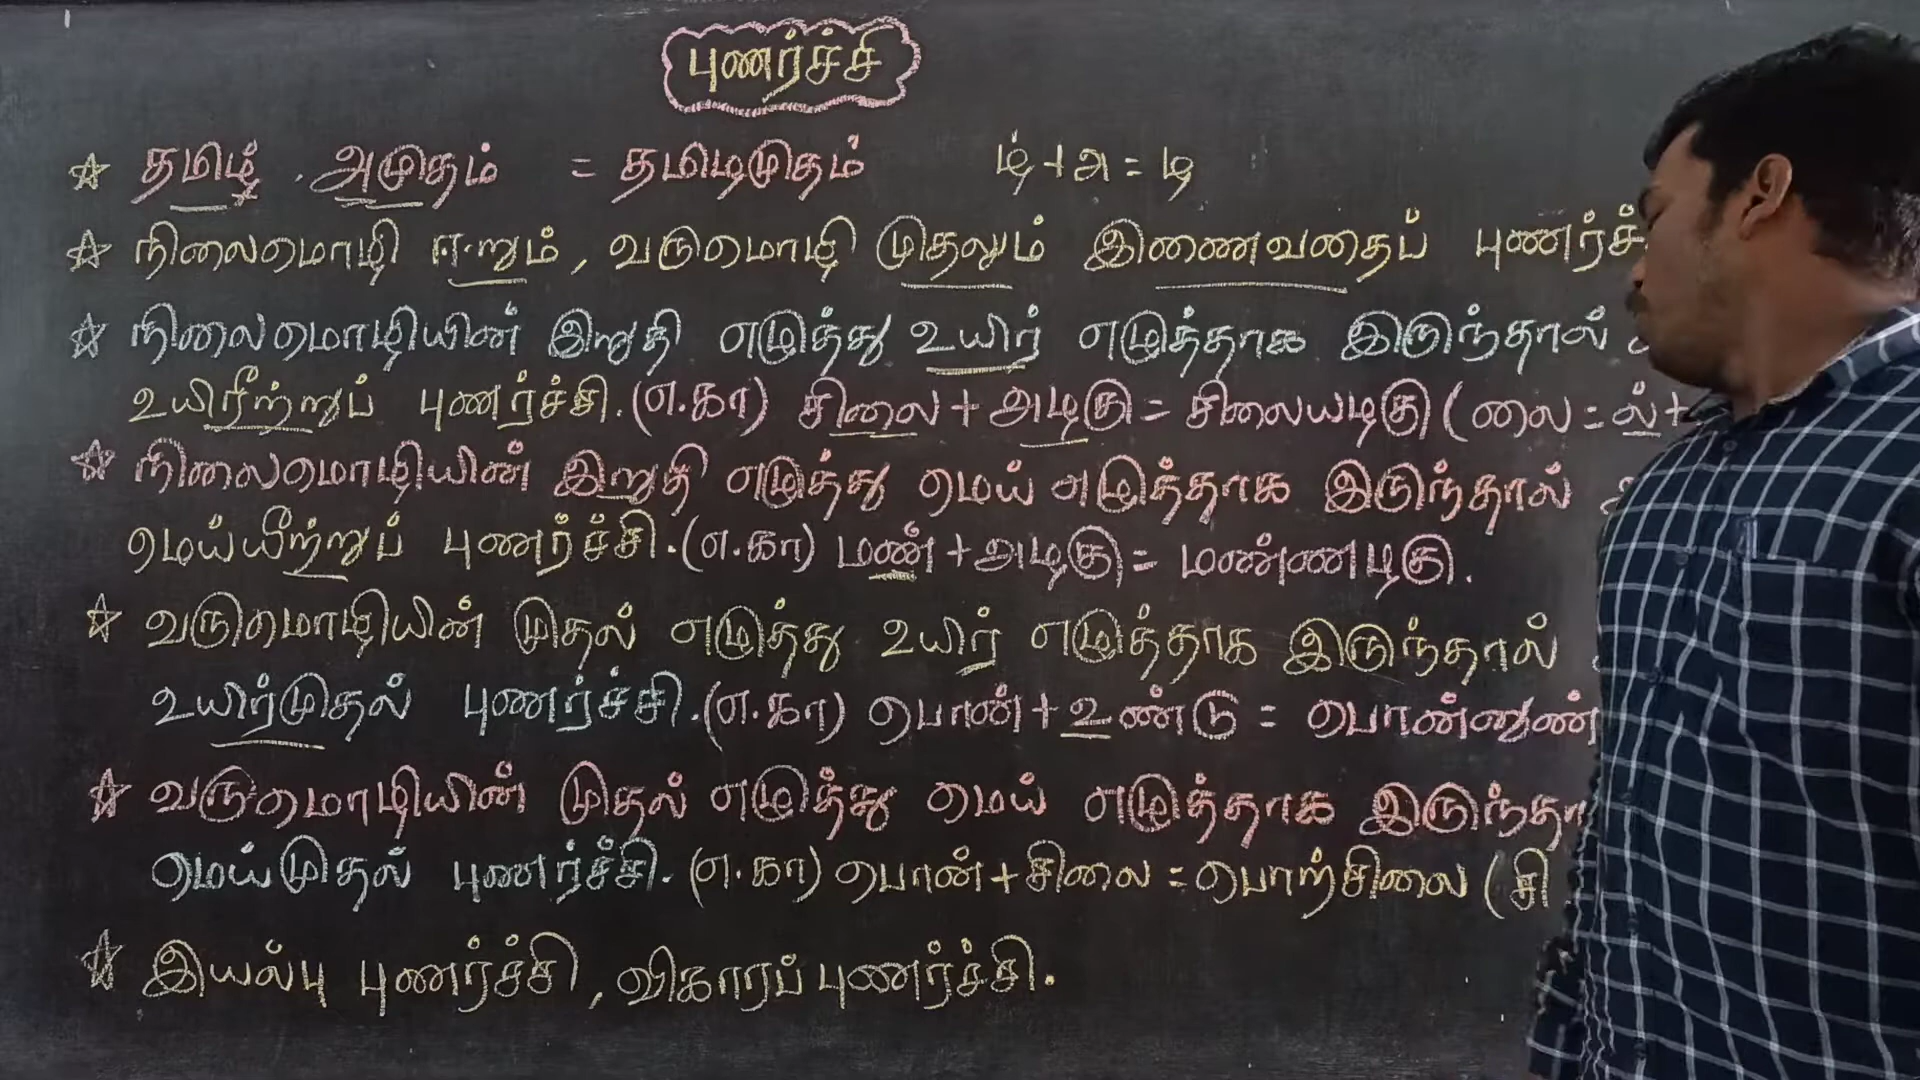 புணர்ச்சி
தமிழ் . அமுதம் = தமிழமுதம் ழ்+அ=ழ
நிலைமொழி ஈறும், வருமொழி முதலும் இணைவதைப் புணர்ச்
நிலைமொழியின் இறுதி எழுத்து உயிர் எழுத்தாக இருந்தால்
உயிரீற்றுப் புணர்ச்சி.(எ.கா) சிலை+அழகு=சிலையழகு(லை=ல்+
நிலைமொழியின் இறுதி எழுத்து மெய் எழுத்தாக இருந்தால்
மெய்யீற்றுப் புணர்ச்சி.(எ.கா) மண்+அழகு=மண்ணழகு.
வருமொழியின் முதல் எழுத்து உயிர் எழுத்தாக இருந்தால்
உயிர்முதல் புணர்ச்சி.(எ.கா) பொன்+உண்டு=பொன்னுண்
வருமொழியின் முதல் எழுத்து மெய் எழுத்தாக இருந்தா
மெய்முதல் புணர்ச்சி.(எ.கா) பொன்+சிலை=பொற்சிலை (சி
இயல்பு புணர்ச்சி, விகாரப் புணர்ச்சி.